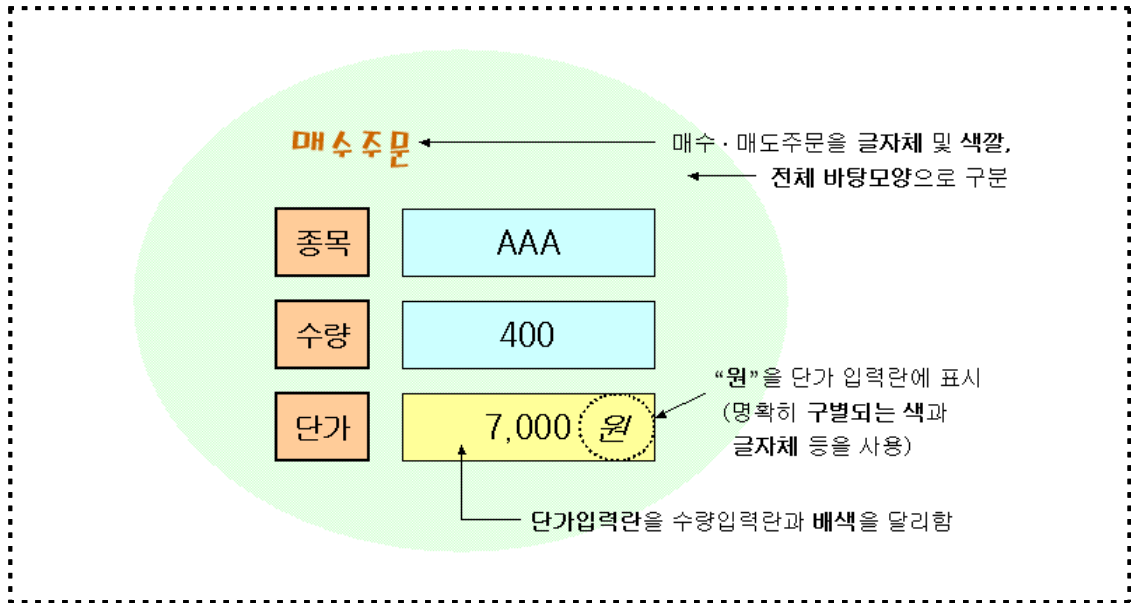 매수주문
매수 · 매도주문을 글자체 및 색깔,
전체 바탕모양으로 구분
종목 AAA
수량 400
단가 7,000 원
“원”을 단가 입력란에 표시
(명확히 구별되는 색과
글자체 등을 사용)
단가입력란을 수량입력란과 배색을 달리함